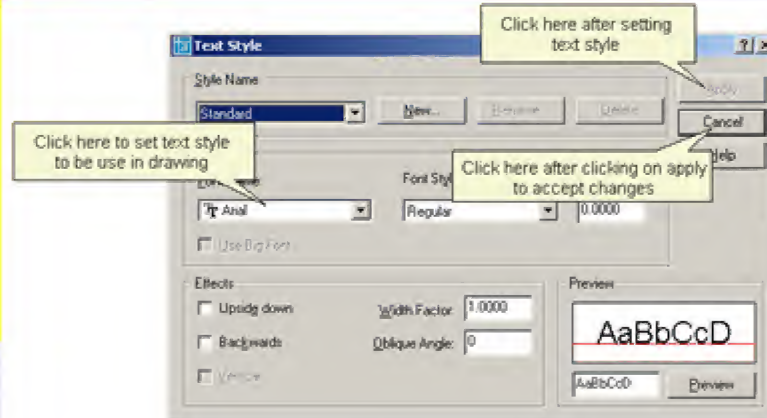 Click here after setting
text style
Text Style
Style Name
Apply
Standard
New...
Rename
Delete
Cancel
Click here to set text style
to be use in drawing
Help
Click here after clicking on apply
to accept changes
Font Name
Font Style
Arial
Regular
0.0000
Use Big Font
Effects
Preview
Upside down
Width Factor:
1.0000
AaBbCcD
Backwards
Oblique Angle:
0
Vertical
AaBbCcD
Preview